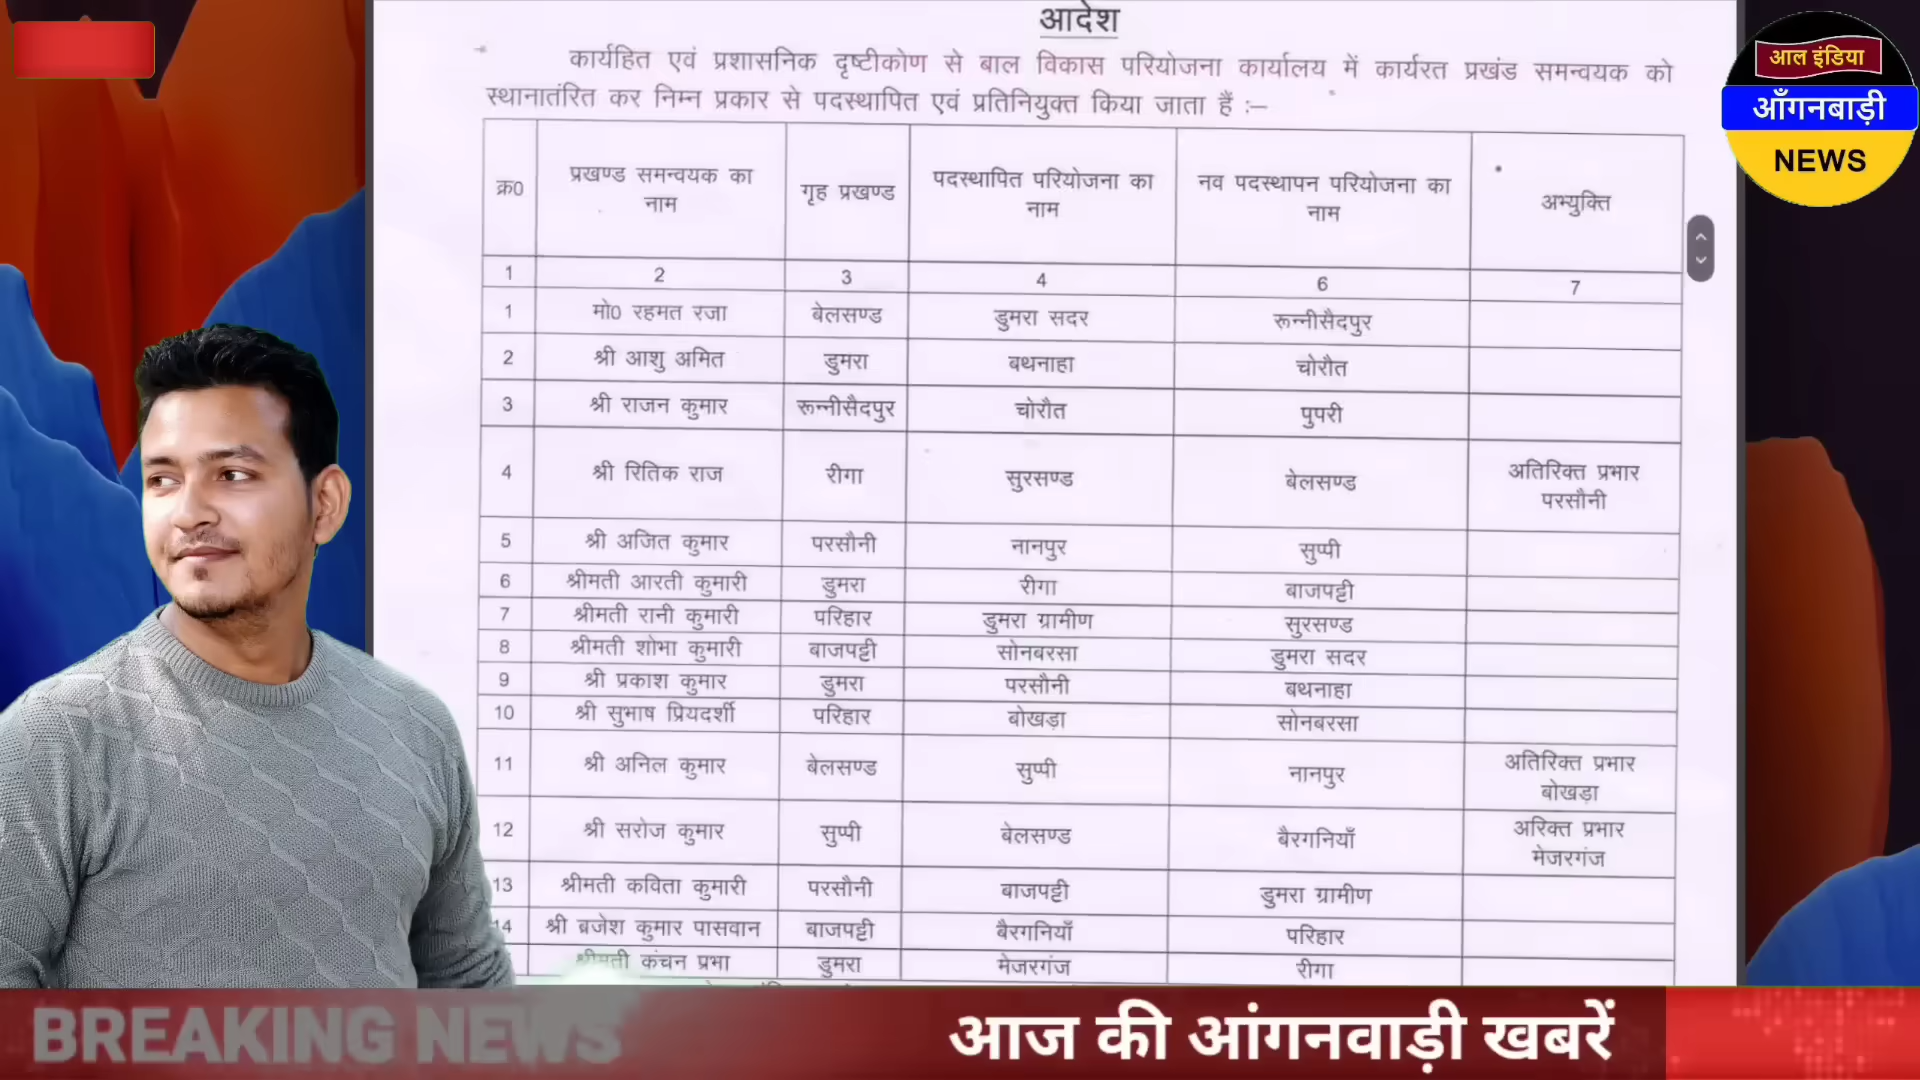 आदेश
कार्यहित एवं प्रशासनिक दृष्टीकोण से बाल विकास परियोजना कार्यालय में कार्यरत प्रखंड समन्वयक को
स्थानातंरित कर निम्न प्रकार से पदस्थापित एवं प्रतिनियुक्त किया जाता हैं :–
क्र0 प्रखण्ड समन्वयक का नाम गृह प्रखण्ड पदस्थापित परियोजना का नाम नव पदस्थापन परियोजना का नाम अभ्युक्ति
1 2 3 4 6 7
1 मो0 रहमत रजा बेलसण्ड डुमरा सदर रून्नीसैदपुर
2 श्री आशु अमित डुमरा बथनाहा चोरौत
3 श्री राजन कुमार रून्नीसैदपुर चोरौत पुपरी
4 श्री रितिक राज रीगा सुरसण्ड बेलसण्ड अतिरिक्त प्रभार परसौनी
5 श्री अजित कुमार परसौनी नानपुर सुप्पी
6 श्रीमती आरती कुमारी डुमरा रीगा बाजपट्टी
7 श्रीमती रानी कुमारी परिहार डुमरा ग्रामीण सुरसण्ड
8 श्रीमती शोभा कुमारी बाजपट्टी सोनबरसा डुमरा सदर
9 श्री प्रकाश कुमार डुमरा परसौनी बथनाहा
10 श्री सुभाष प्रियदर्शी परिहार बोखड़ा सोनबरसा
11 श्री अनिल कुमार बेलसण्ड सुप्पी नानपुर अतिरिक्त प्रभार बोखड़ा
12 श्री सरोज कुमार सुप्पी बेलसण्ड बैरगनियाँ अरिक्त प्रभार मेजरगंज
13 श्रीमती कविता कुमारी परसौनी बाजपट्टी डुमरा ग्रामीण
14 श्री ब्रजेश कुमार पासवान बाजपट्टी बैरगनियाँ परिहार
श्रीमती कंचन प्रभा डुमरा मेजरगंज रीगा
आल इंडिया
आँगनबाड़ी
NEWS
BREAKING NEWS
आज की आंगनवाड़ी खबरें